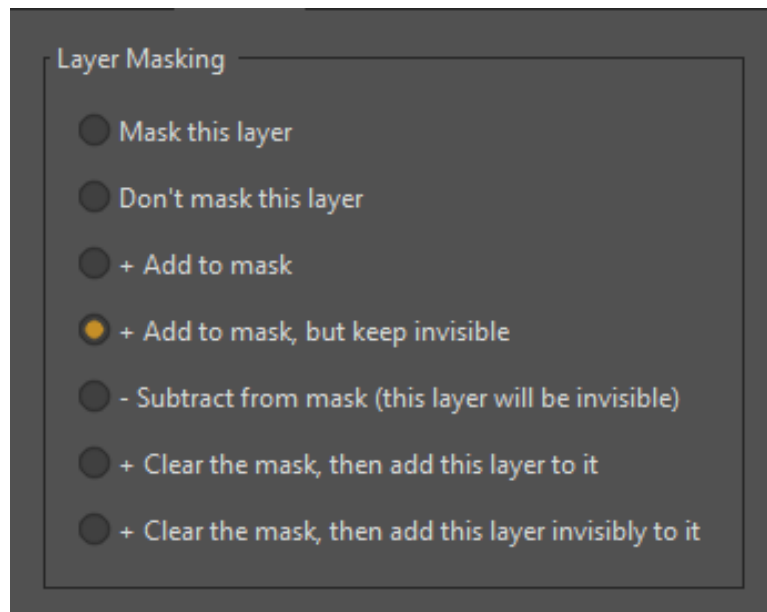 Layer Masking
Mask this layer
Don't mask this layer
+ Add to mask
+ Add to mask, but keep invisible
- Subtract from mask (this layer will be invisible)
+ Clear the mask, then add this layer to it
+ Clear the mask, then add this layer invisibly to it